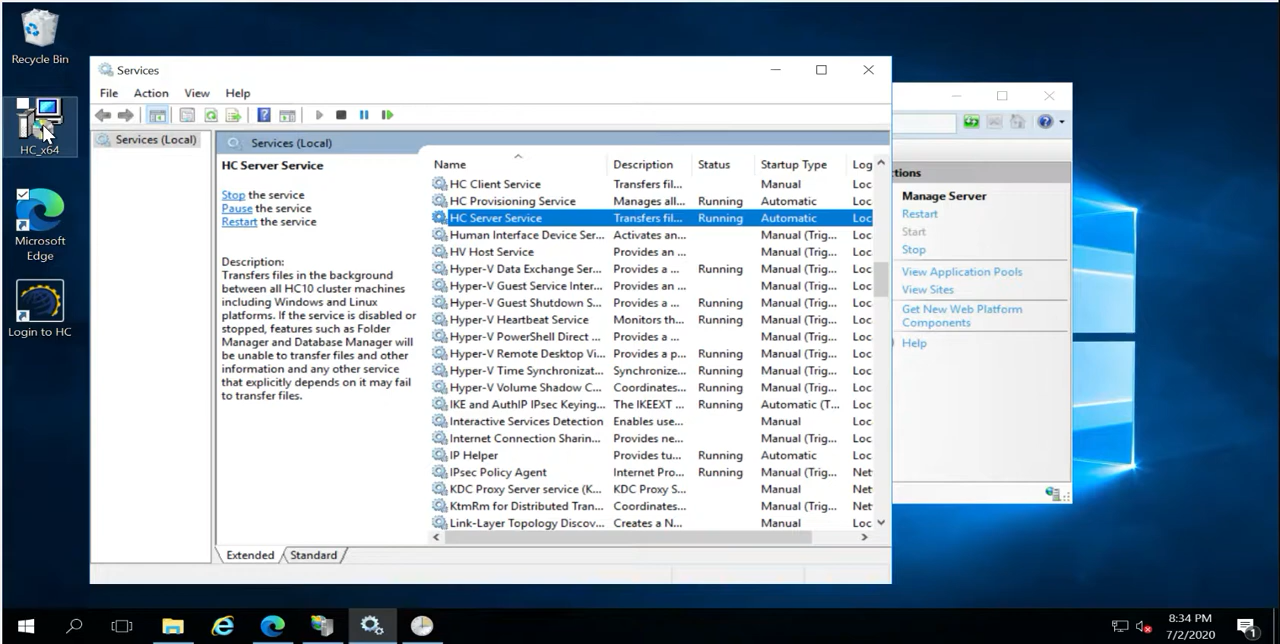 Recycle Bin
HC_x64
Microsoft
Edge
Login to HC
Services
File Action View Help
Services (Local)
Services (Local)
HC Server Service
Stop the service
Pause the service
Restart the service
Description:
Transfers files in the background
between all HC10 cluster machines
including Windows and Linux
platforms. If the service is disabled or
stopped, features such as Folder
Manager and Database Manager will
be unable to transfer files and other
information and any other service
that explicitly depends on it may fail
to transfer files.
Name Description Status Startup Type Log
HC Client Service Transfers fil... Manual Loc
HC Provisioning Service Manages all... Running Automatic Loc
HC Server Service Transfers fil... Running Automatic Loc
Human Interface Device Ser... Activates an... Manual (Trig... Loc
HV Host Service Provides an ... Manual (Trig... Loc
Hyper-V Data Exchange Ser... Provides a ... Running Manual (Trig... Loc
Hyper-V Guest Service Inter... Provides an ... Manual (Trig... Loc
Hyper-V Guest Shutdown S... Provides a ... Running Manual (Trig... Loc
Hyper-V Heartbeat Service Monitors th... Running Manual (Trig... Loc
Hyper-V PowerShell Direct ... Provides a ... Manual (Trig... Loc
Hyper-V Remote Desktop Vi... Provides a p... Running Manual (Trig... Loc
Hyper-V Time Synchronizat... Synchronize... Running Manual (Trig... Loc
Hyper-V Volume Shadow C... Coordinates... Running Manual (Trig... Loc
IKE and AuthIP IPsec Keying... The IKEEXT ... Running Automatic (T... Loc
Interactive Services Detection Enables use... Manual Loc
Internet Connection Sharin... Provides ne... Manual (Trig... Loc
IP Helper Provides tu... Running Automatic Loc
IPsec Policy Agent Internet Pro... Running Manual (Trig... Net
KDC Proxy Server service (K... KDC Proxy S... Manual Net
KtmRm for Distributed Tran... Coordinates... Manual (Trig... Net
Link-Layer Topology Discov... Creates a N... Manual Loc
Extended Standard
tions
Manage Server
Restart
Start
Stop
View Application Pools
View Sites
Get New Web Platform
Components
Help
8:34 PM
7/2/2020
1